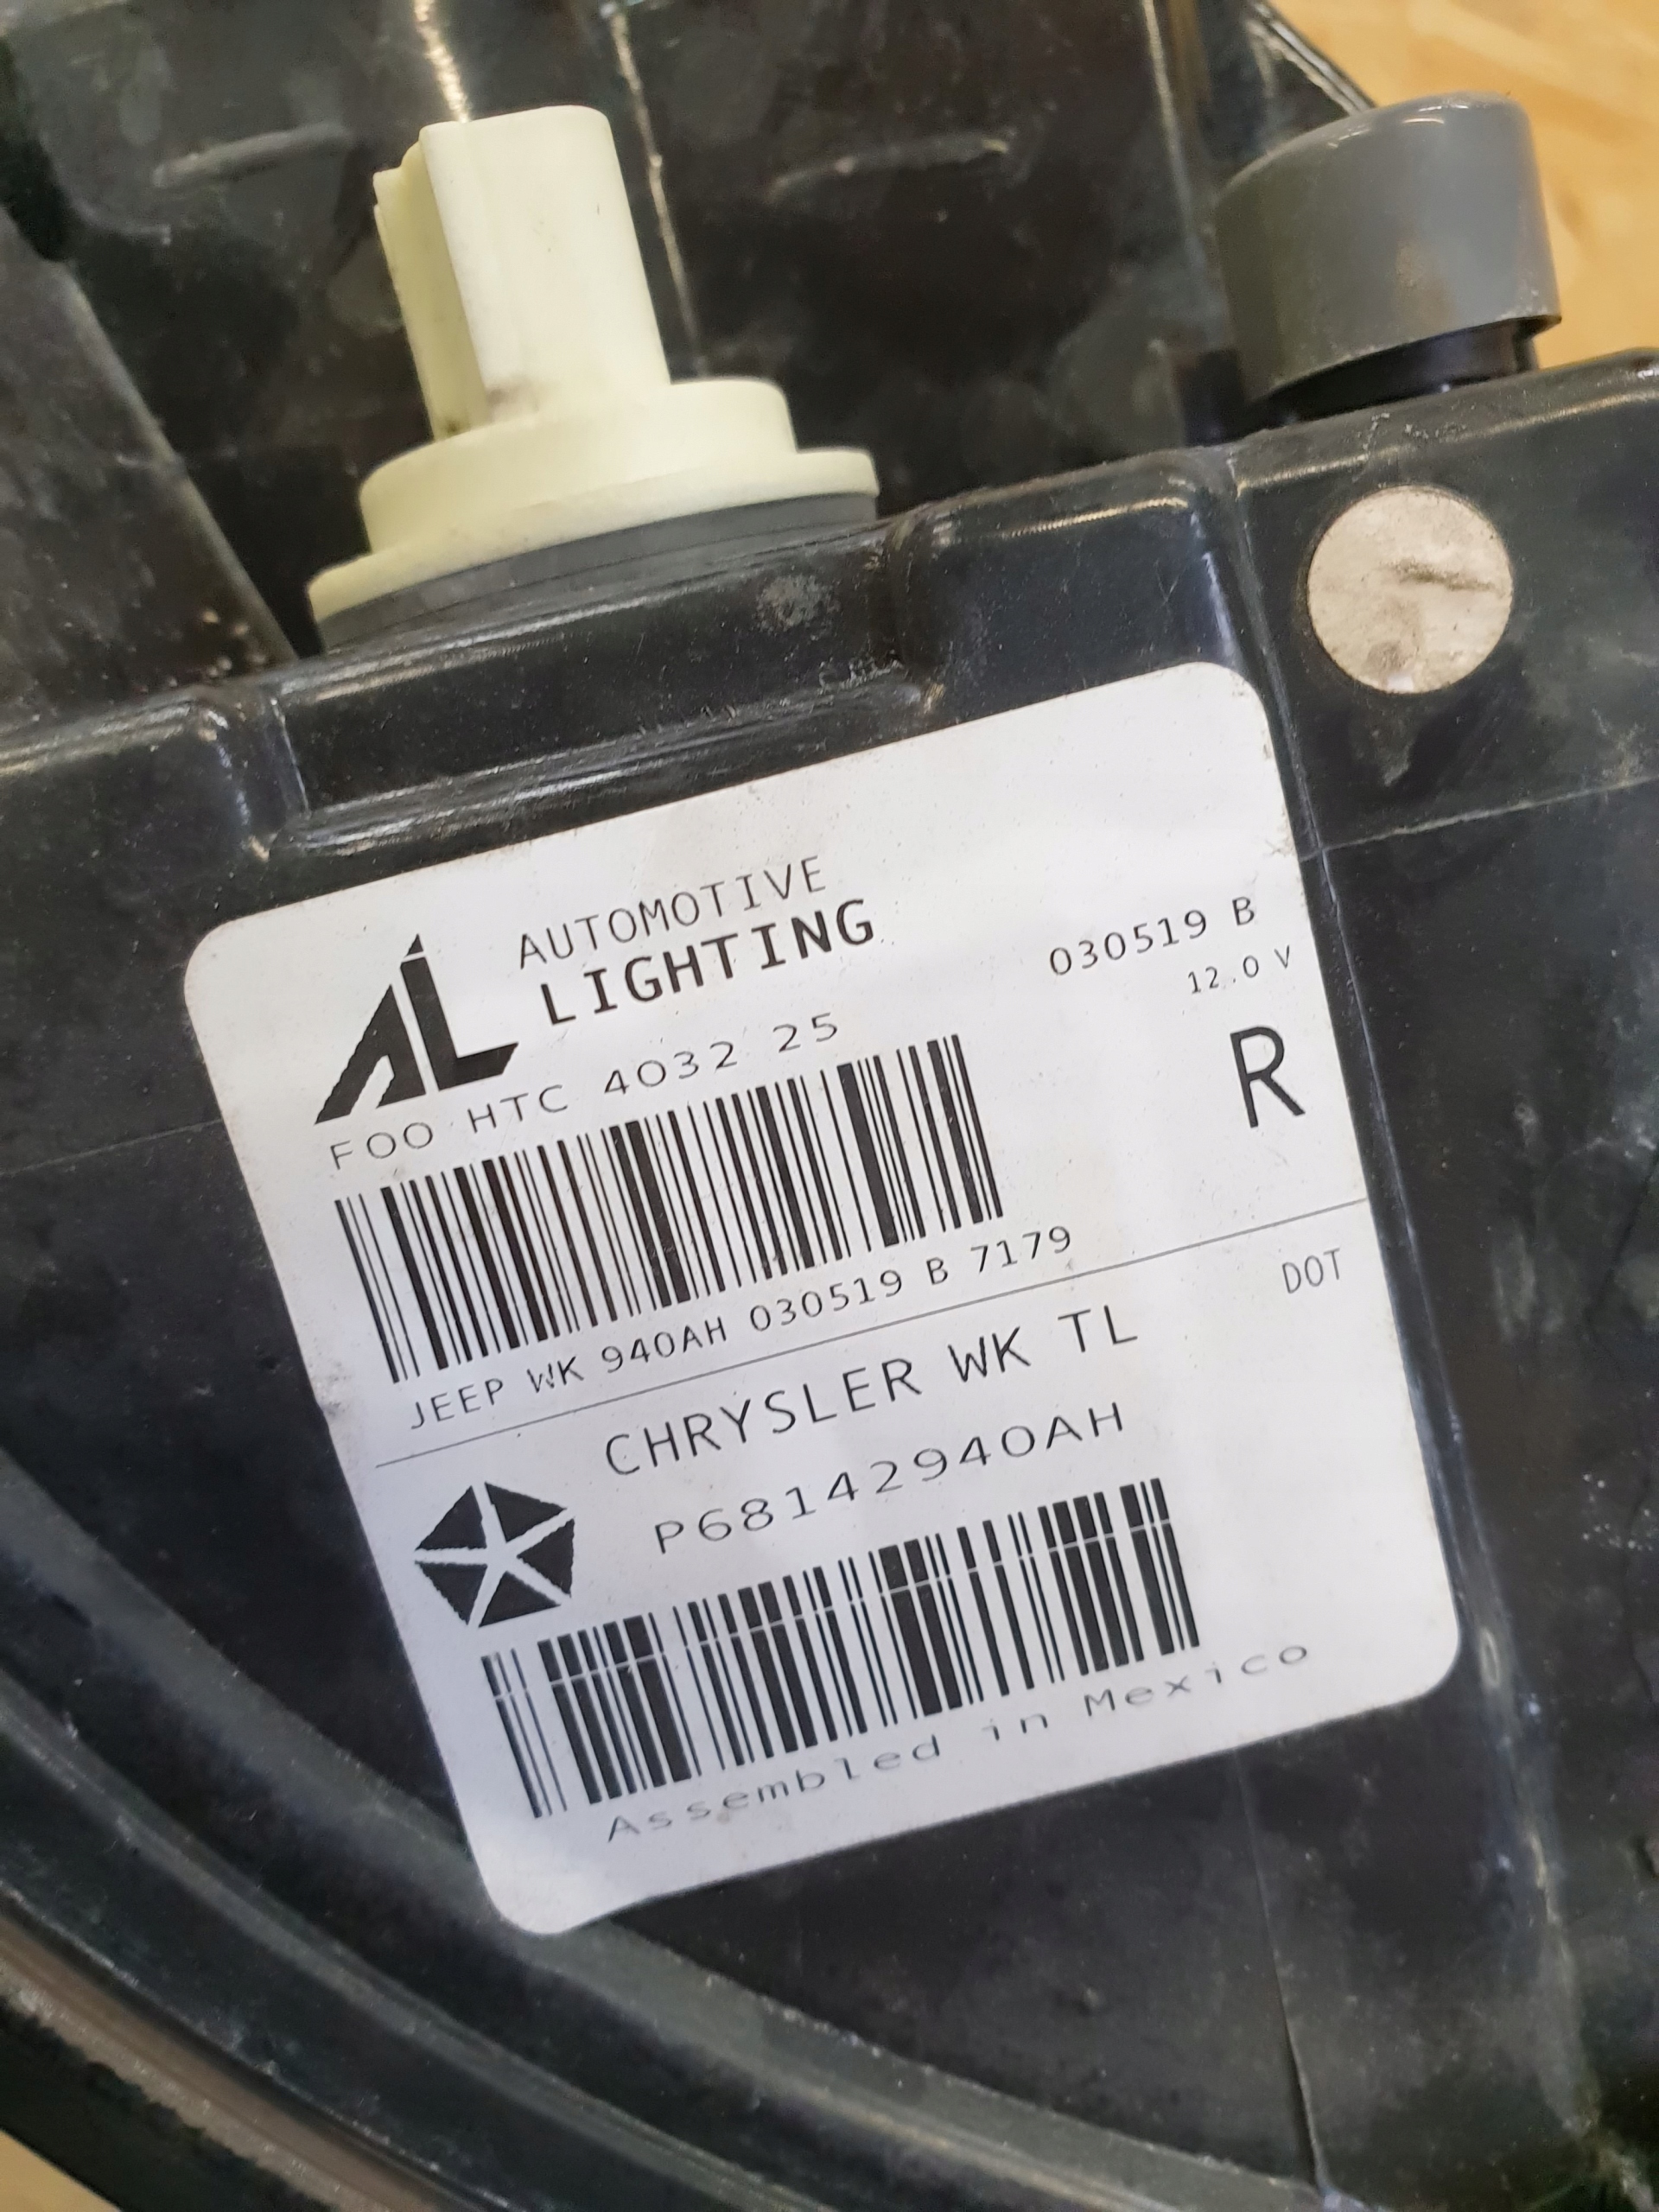 AL AUTOMOTIVE
LIGHTING
030519 B
12.0 V
FOO HTC 4032 25
R
JEEP WK 940AH 030519 B 7179
DOT
CHRYSLER WK TL
P68142940AH
Assembled in Mexico